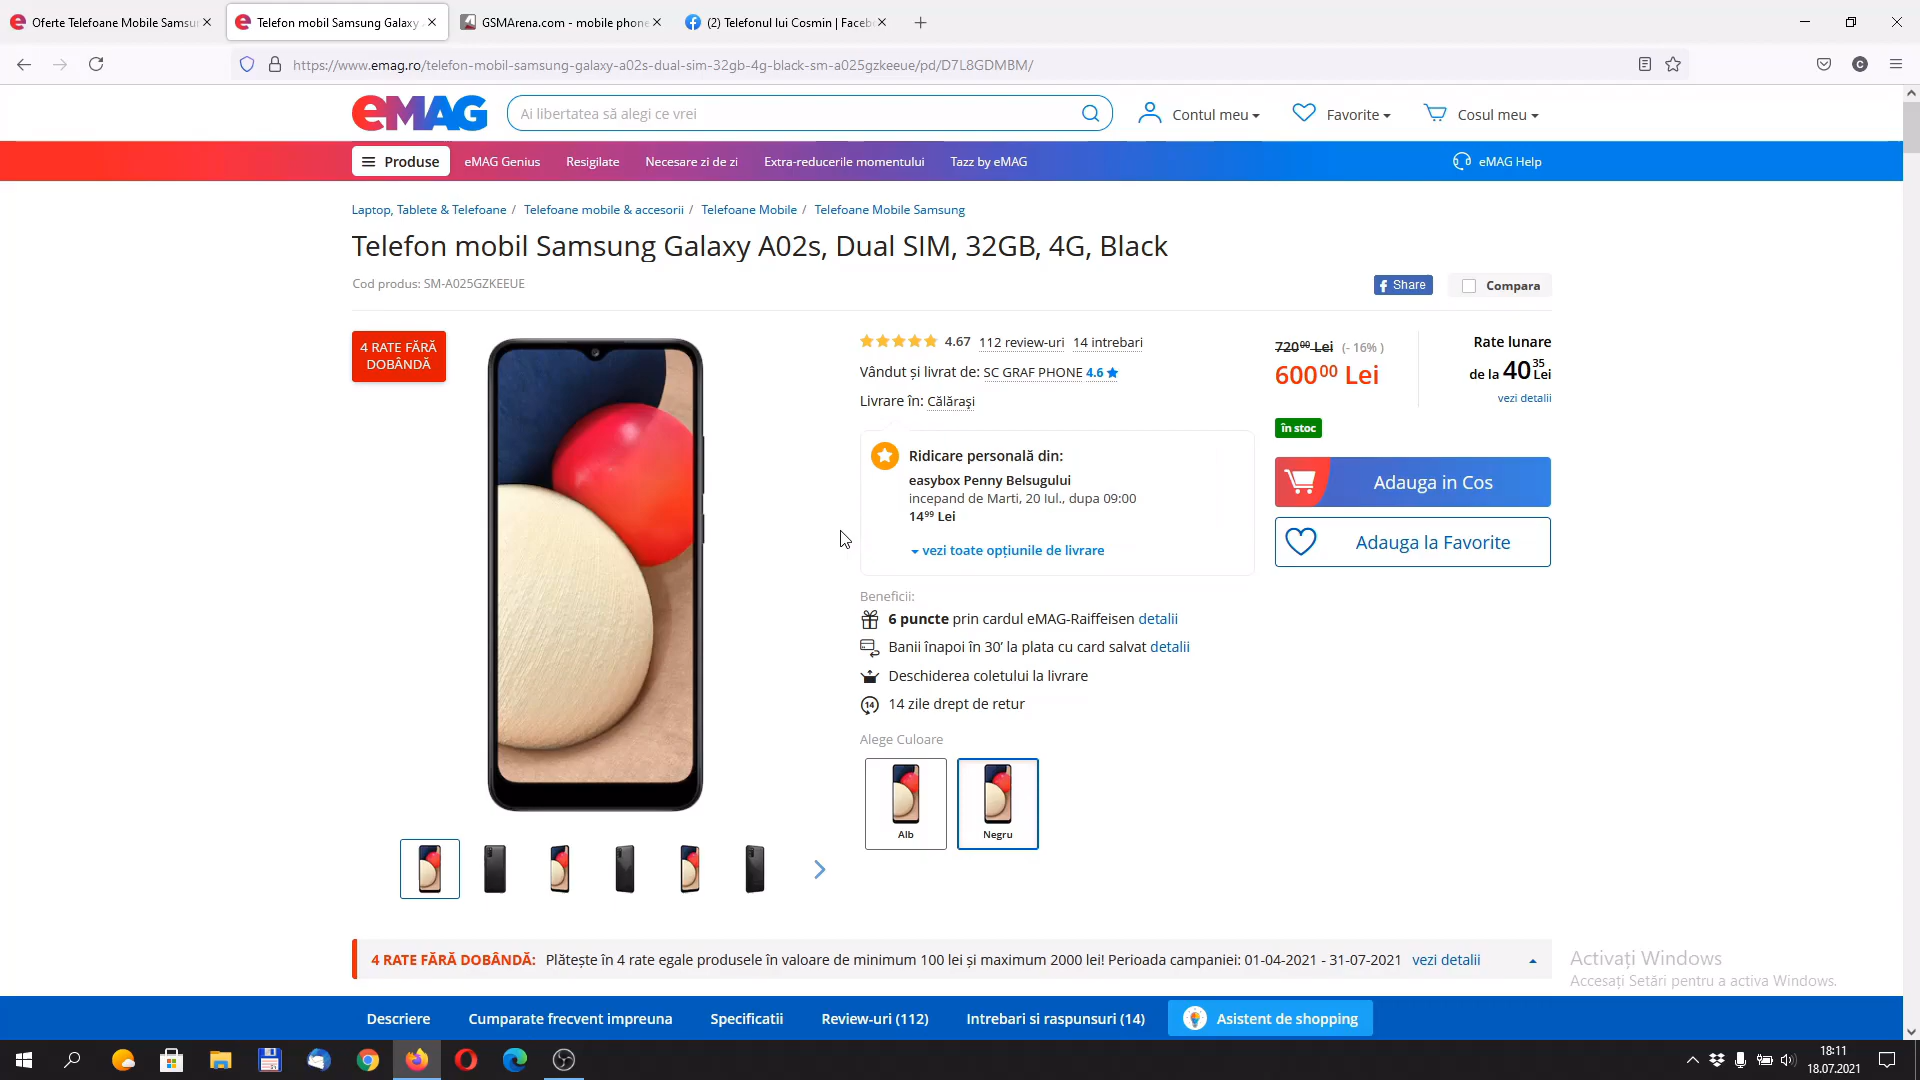 Oferte Telefoane Mobile Samsu
Telefon mobil Samsung Galaxy
GSMArena.com - mobile phone
(2) Telefonul lui Cosmin | Faceb
https://www.emag.ro/telefon-mobil-samsung-galaxy-a02s-dual-sim-32gb-4g-black-sm-a025gzkeeue/pd/D7L8GDMBM/
C
eMAG
Ai libertatea să alegi ce vrei
Contul meu
Favorite
Cosul meu
Produse
eMAG Genius
Resigilate
Necesare zi de zi
Extra-reducerile momentului
Tazz by eMAG
eMAG Help
Laptop, Tablete & Telefoane / Telefoane mobile & accesorii / Telefoane Mobile / Telefoane Mobile Samsung
Telefon mobil Samsung Galaxy A02s, Dual SIM, 32GB, 4G, Black
Cod produs: SM-A025GZKEEUE
Share
Compara
4 RATE FĂRĂ
DOBÂNDĂ
4.67 112 review-uri 14 intrebari
Vândut și livrat de: SC GRAF PHONE 4.6
Livrare în: Călăraşi
Ridicare personală din:
easybox Penny Belsugului
incepand de Marti, 20 Iul., dupa 09:00
14⁹⁹ Lei
vezi toate opțiunile de livrare
720⁰⁰ Lei (- 16% )
600⁰⁰ Lei
Rate lunare
de la 40³⁵ Lei
vezi detalii
în stoc
Adauga in Cos
Adauga la Favorite
Beneficii:
6 puncte prin cardul eMAG-Raiffeisen detalii
Banii înapoi în 30’ la plata cu card salvat detalii
Deschiderea coletului la livrare
14
14 zile drept de retur
Alege Culoare
Alb
Negru
4 RATE FĂRĂ DOBÂNDĂ: Plătește în 4 rate egale produsele în valoare de minimum 100 lei și maximum 2000 lei! Perioada campaniei: 01-04-2021 - 31-07-2021 vezi detalii
Activați Windows
Accesați Setări pentru a activa Windows.
Descriere
Cumparate frecvent impreuna
Specificatii
Review-uri (112)
Intrebari si raspunsuri (14)
Asistent de shopping
18:11
18.07.2021